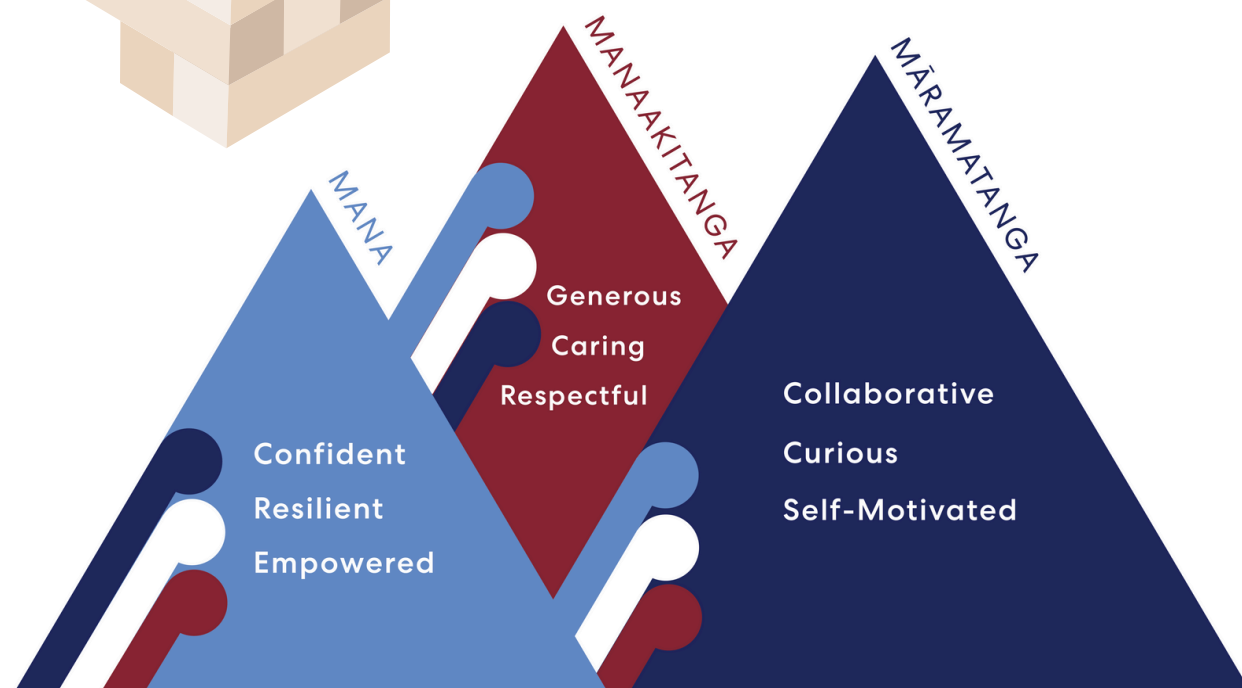 MANA
Confident
Resilient
Empowered
MANAAKITANGA
Generous
Caring
Respectful
MĀRAMATANGA
Collaborative
Curious
Self-Motivated